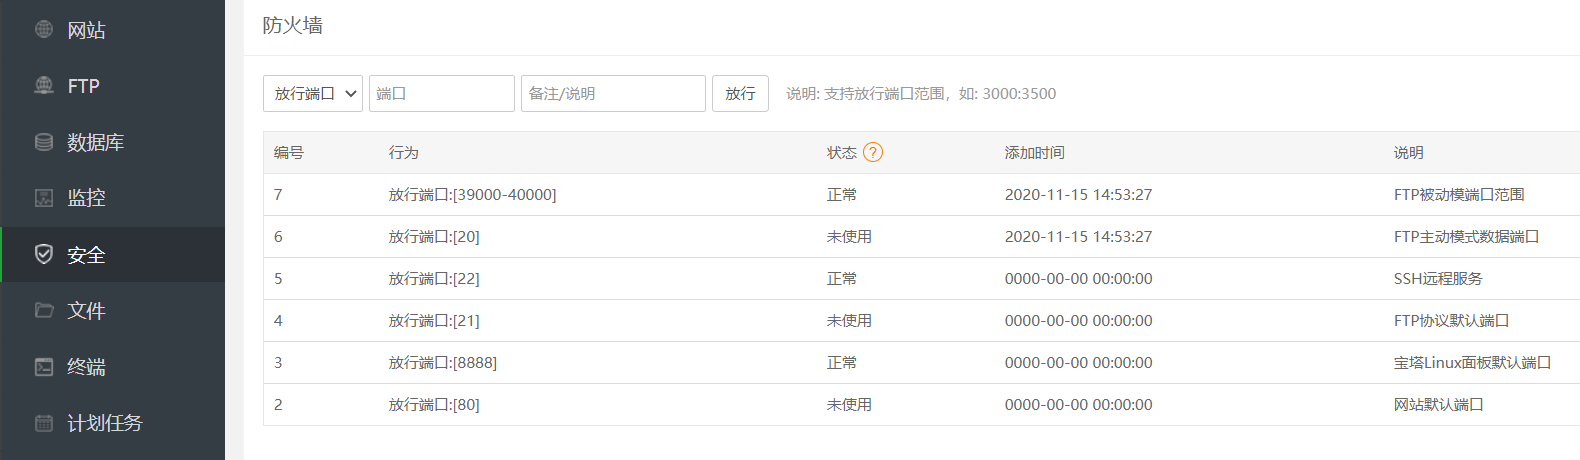 网站
FTP
数据库
监控
安全
文件
终端
计划任务
防火墙
放行端口 端口 备注/说明 放行 说明: 支持放行端口范围，如: 3000:3500
编号 行为 状态 ? 添加时间 说明
7 放行端口:[39000-40000] 正常 2020-11-15 14:53:27 FTP被动模端口范围
6 放行端口:[20] 未使用 2020-11-15 14:53:27 FTP主动模式数据端口
5 放行端口:[22] 正常 0000-00-00 00:00:00 SSH远程服务
4 放行端口:[21] 未使用 0000-00-00 00:00:00 FTP协议默认端口
3 放行端口:[8888] 正常 0000-00-00 00:00:00 宝塔Linux面板默认端口
2 放行端口:[80] 未使用 0000-00-00 00:00:00 网站默认端口